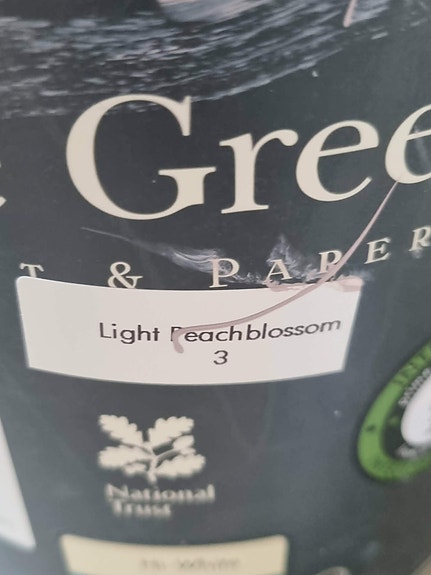 Gree
T & PAPER
Light Peachblossom
3
National
Trust